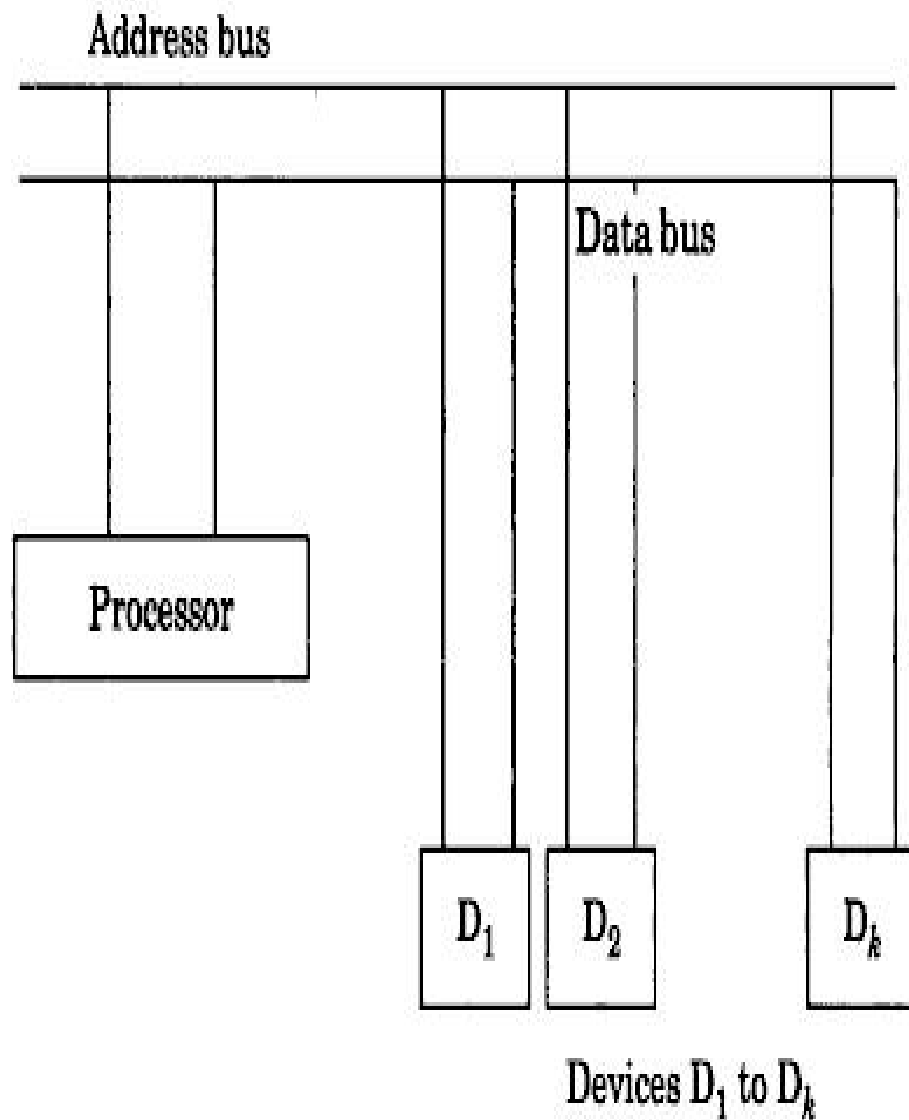 Address bus
Data bus
Processor
D₁
D₂
Dₖ
Devices D₁ to Dₖ